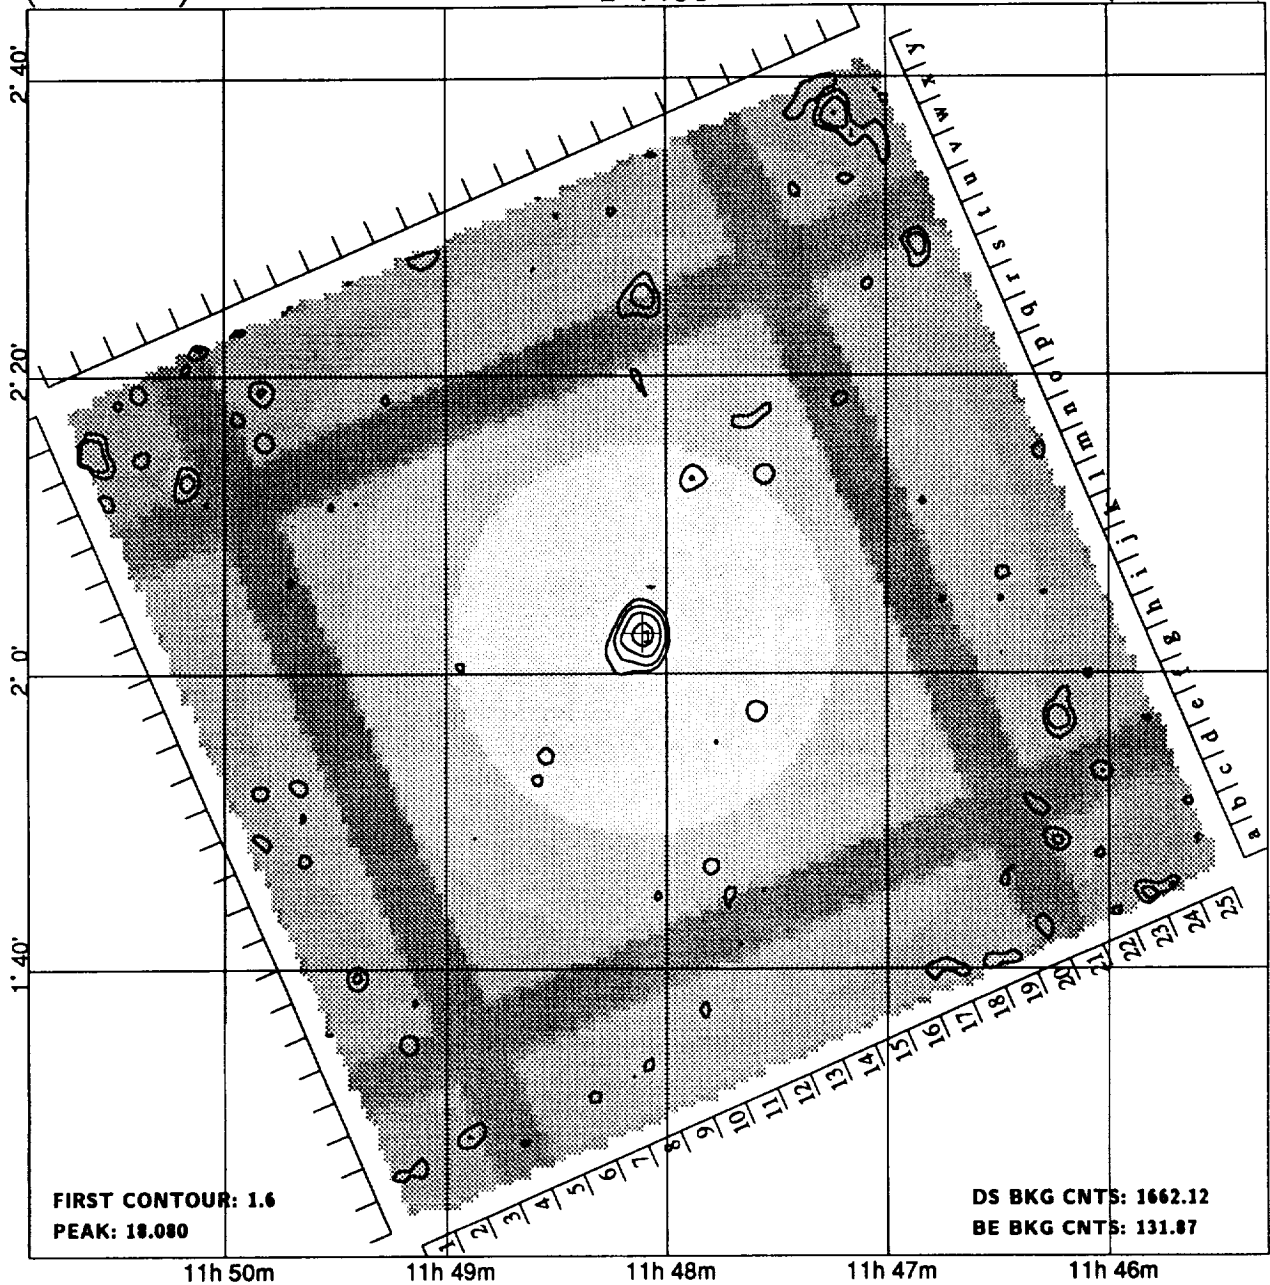 2° 40'
2° 20'
2° 0'
1° 40'
y x w v u t s r q p o n m l k j i h g f e d c b a
1 2 3 4 5 6 7 8 9 10 11 12 13 14 15 16 17 18 19 20 21 22 23 24 25
FIRST CONTOUR: 1.6
PEAK: 18.080
DS BKG CNTS: 1662.12
BE BKG CNTS: 131.87
11h 50m
11h 49m
11h 48m
11h 47m
11h 46m